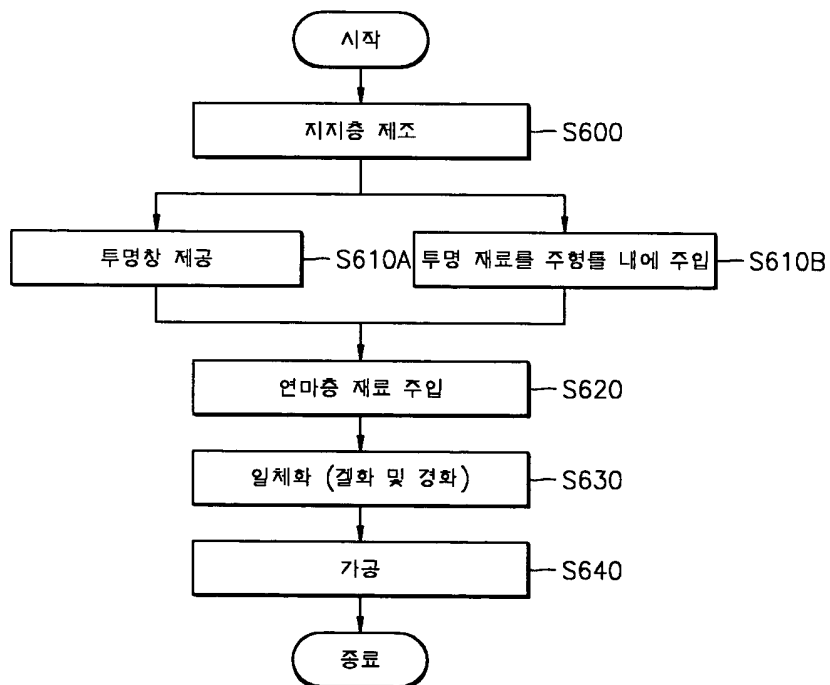 시작
지지층 제조
S600
투명창 제공
S610A
투명 재료를 주형틀 내에 주입
S610B
연마층 재료 주입
S620
일체화 (겔화 및 경화)
S630
가공
S640
종료